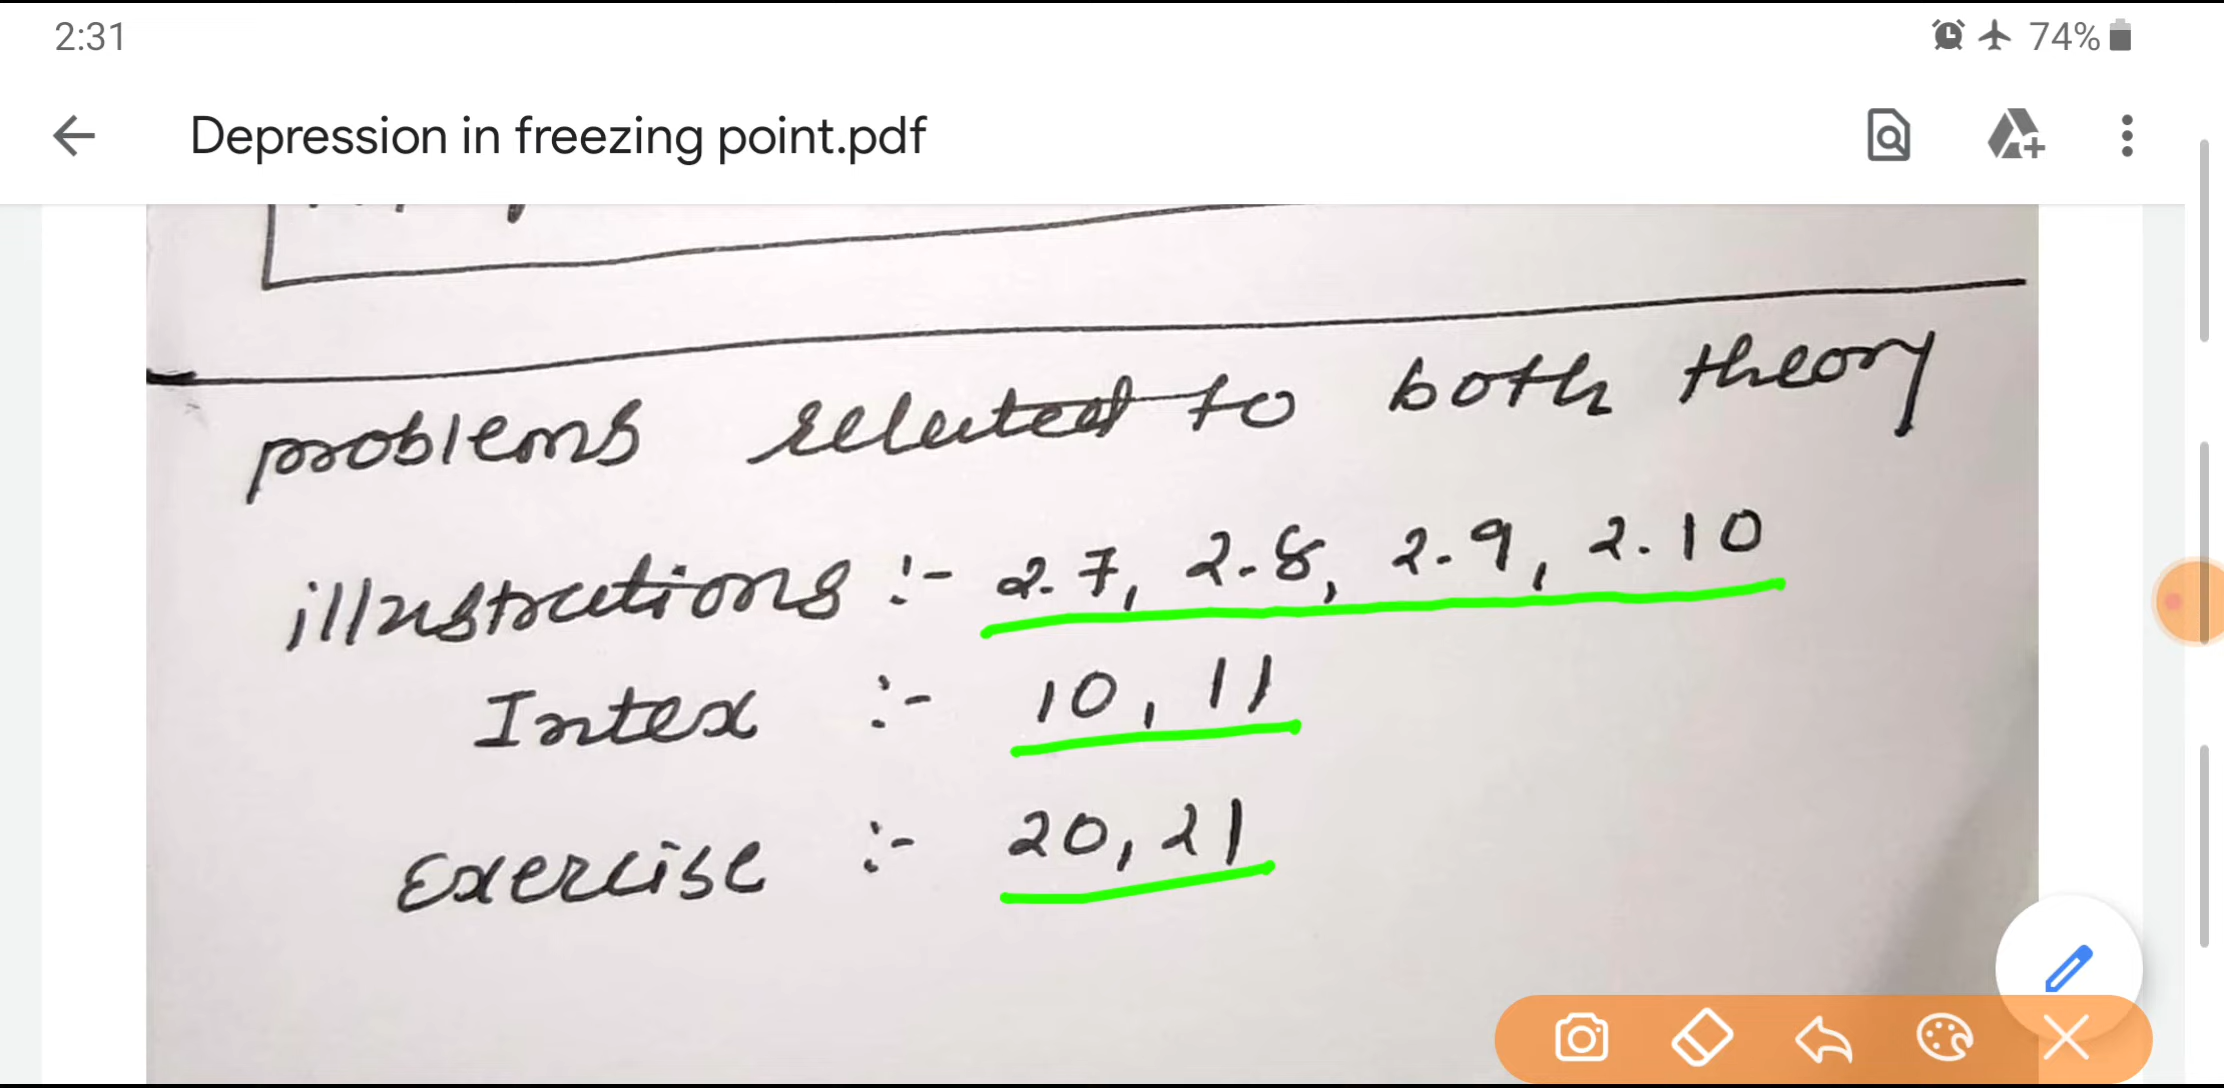 2:31 74%
Depression in freezing point.pdf
problems related to both theory
illustrations :- 2.7, 2.8, 2.9, 2.10
Intex :- 10, 11
Exercise :- 20, 21